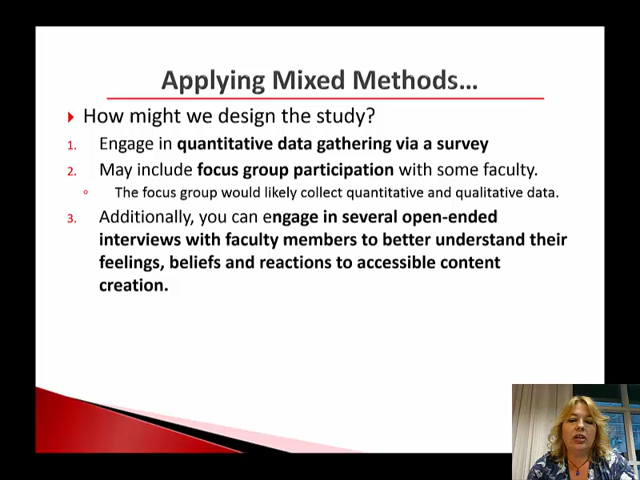 Applying Mixed Methods...
How might we design the study?
1. Engage in quantitative data gathering via a survey
2. May include focus group participation with some faculty.
The focus group would likely collect quantitative and qualitative data.
3. Additionally, you can engage in several open-ended
interviews with faculty members to better understand their
feelings, beliefs and reactions to accessible content
creation.